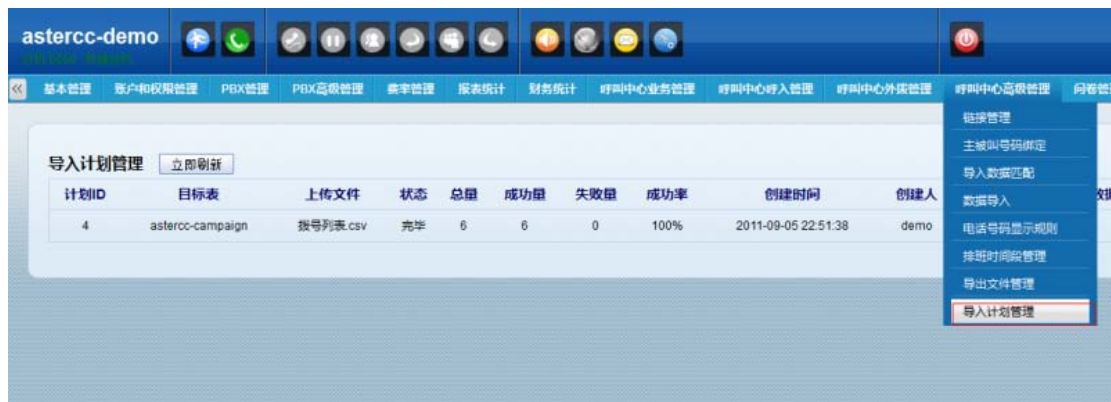 astercc-demo
基本管理 账户和权限管理 PBX管理 PBX高级管理 费率管理 报表统计 财务统计 呼叫中心业务管理 呼叫中心呼入管理 呼叫中心外拨管理 呼叫中心高级管理 问卷管
链接管理
主被叫号码绑定
导入数据匹配
数据导入
电话号码显示规则
排班时间段管理
导出文件管理
导入计划管理
导入计划管理 立即刷新
计划ID 目标表 上传文件 状态 总量 成功量 失败量 成功率 创建时间 创建人
4 astercc-campaign 拨号列表.csv 完毕 6 6 0 100% 2011-09-05 22:51:38 demo